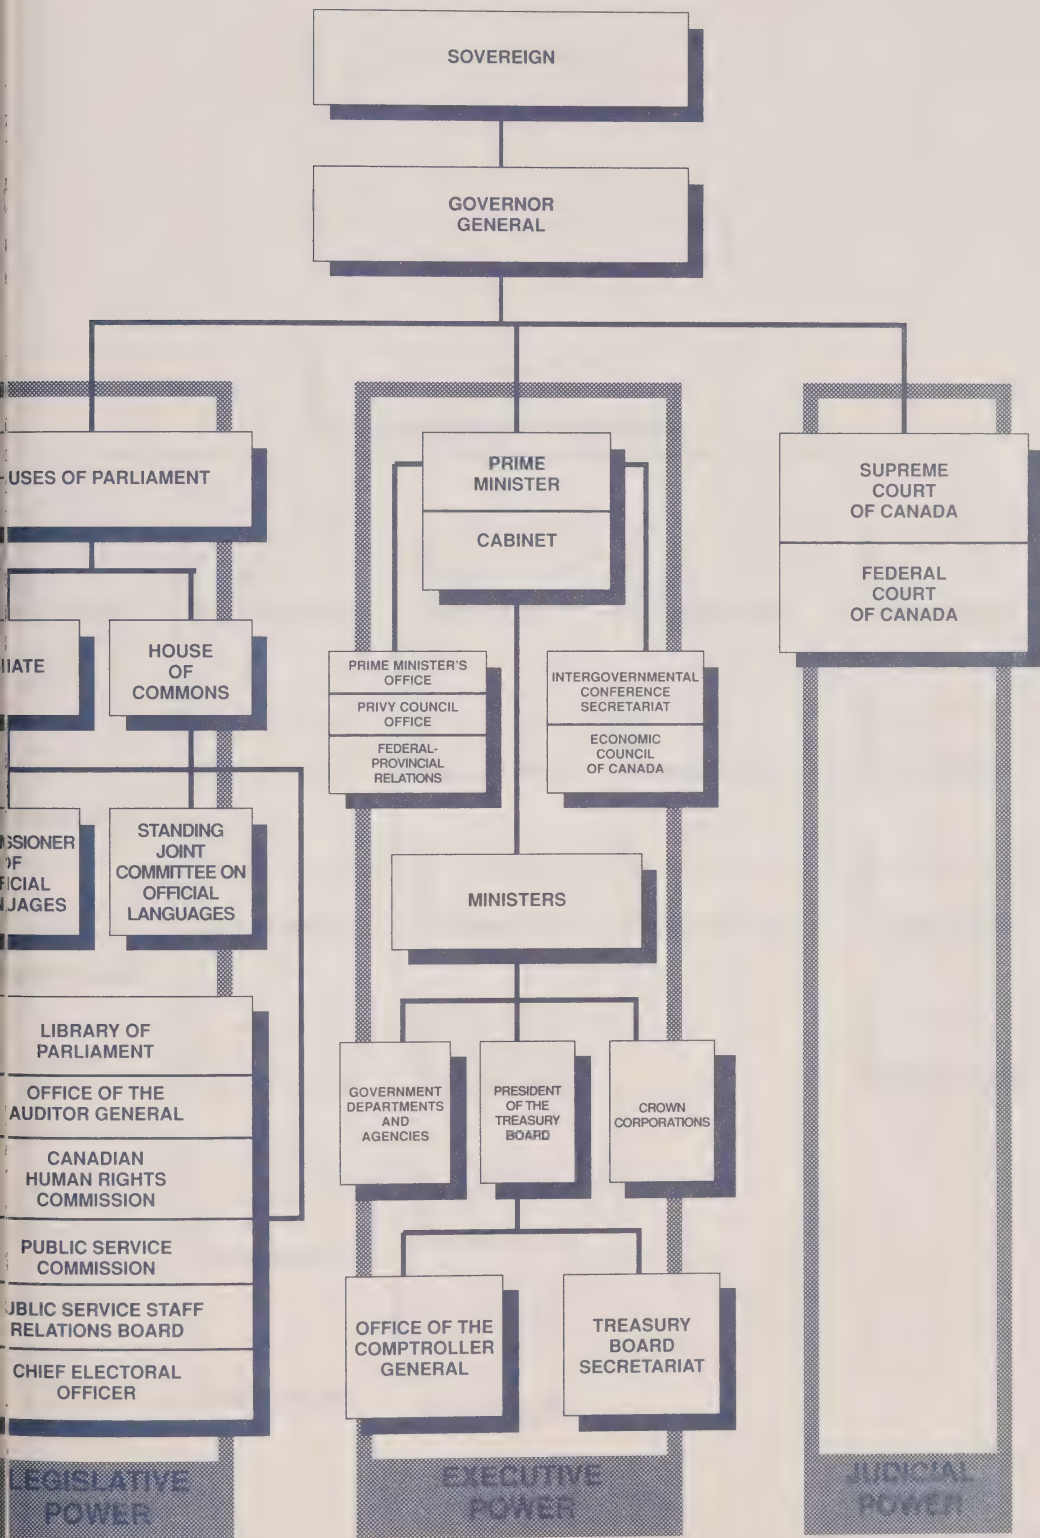 SOVEREIGN
GOVERNOR
GENERAL
USES OF PARLIAMENT
HOUSE
OF
COMMONS
STANDING
JOINT
COMMITTEE ON
OFFICIAL
LANGUAGES
LIBRARY OF
PARLIAMENT
OFFICE OF THE
AUDITOR GENERAL
CANADIAN
HUMAN RIGHTS
COMMISSION
PUBLIC SERVICE
COMMISSION
BLIC SERVICE STAFF
RELATIONS BOARD
CHIEF ELECTORAL
OFFICER
LEGISLATIVE
POWER
PRIME
MINISTER
CABINET
PRIME MINISTER'S
OFFICE
PRIVY COUNCIL
OFFICE
FEDERAL-
PROVINCIAL
RELATIONS
INTERGOVERNMENTAL
CONFERENCE
SECRETARIAT
ECONOMIC
COUNCIL
OF CANADA
MINISTERS
GOVERNMENT
DEPARTMENTS
AND
AGENCIES
PRESIDENT
OF THE
TREASURY
BOARD
CROWN
CORPORATIONS
OFFICE OF THE
COMPTROLLER
GENERAL
TREASURY
BOARD
SECRETARIAT
EXECUTIVE
POWER
SUPREME
COURT
OF CANADA
FEDERAL
COURT
OF CANADA
JUDICIAL
POWER